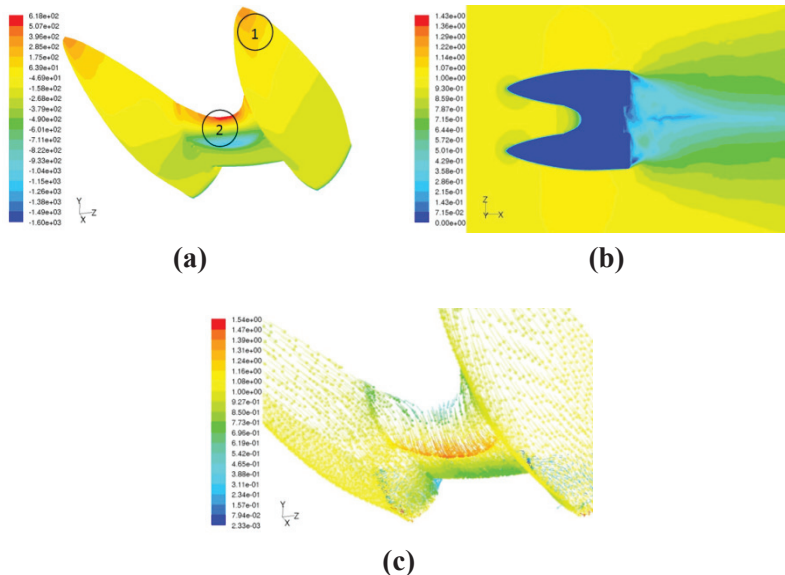 6.18e+02
5.07e+02
3.96e+02
2.85e+02
1.75e+02
6.39e+01
-4.69e+01
-1.58e+02
-2.68e+02
-3.79e+02
-4.90e+02
-6.01e+02
-7.11e+02
-8.22e+02
-9.33e+02
-1.04e+03
-1.15e+03
-1.26e+03
-1.38e+03
-1.49e+03
-1.60e+03
1
2
Y
Z
X
(a)
1.43e+00
1.36e+00
1.29e+00
1.22e+00
1.14e+00
1.07e+00
1.00e+00
9.30e-01
8.58e-01
7.87e-01
7.15e-01
6.44e-01
5.72e-01
5.01e-01
4.29e-01
3.58e-01
2.86e-01
2.15e-01
1.43e-01
7.15e-02
0.00e+00
Z
Y X
(b)
1.54e+00
1.47e+00
1.39e+00
1.31e+00
1.24e+00
1.16e+00
1.08e+00
1.00e+00
9.27e-01
8.50e-01
7.73e-01
6.96e-01
6.19e-01
5.42e-01
4.65e-01
3.88e-01
3.11e-01
2.34e-01
1.57e-01
7.94e-02
2.33e-03
Y
Z
X
(c)